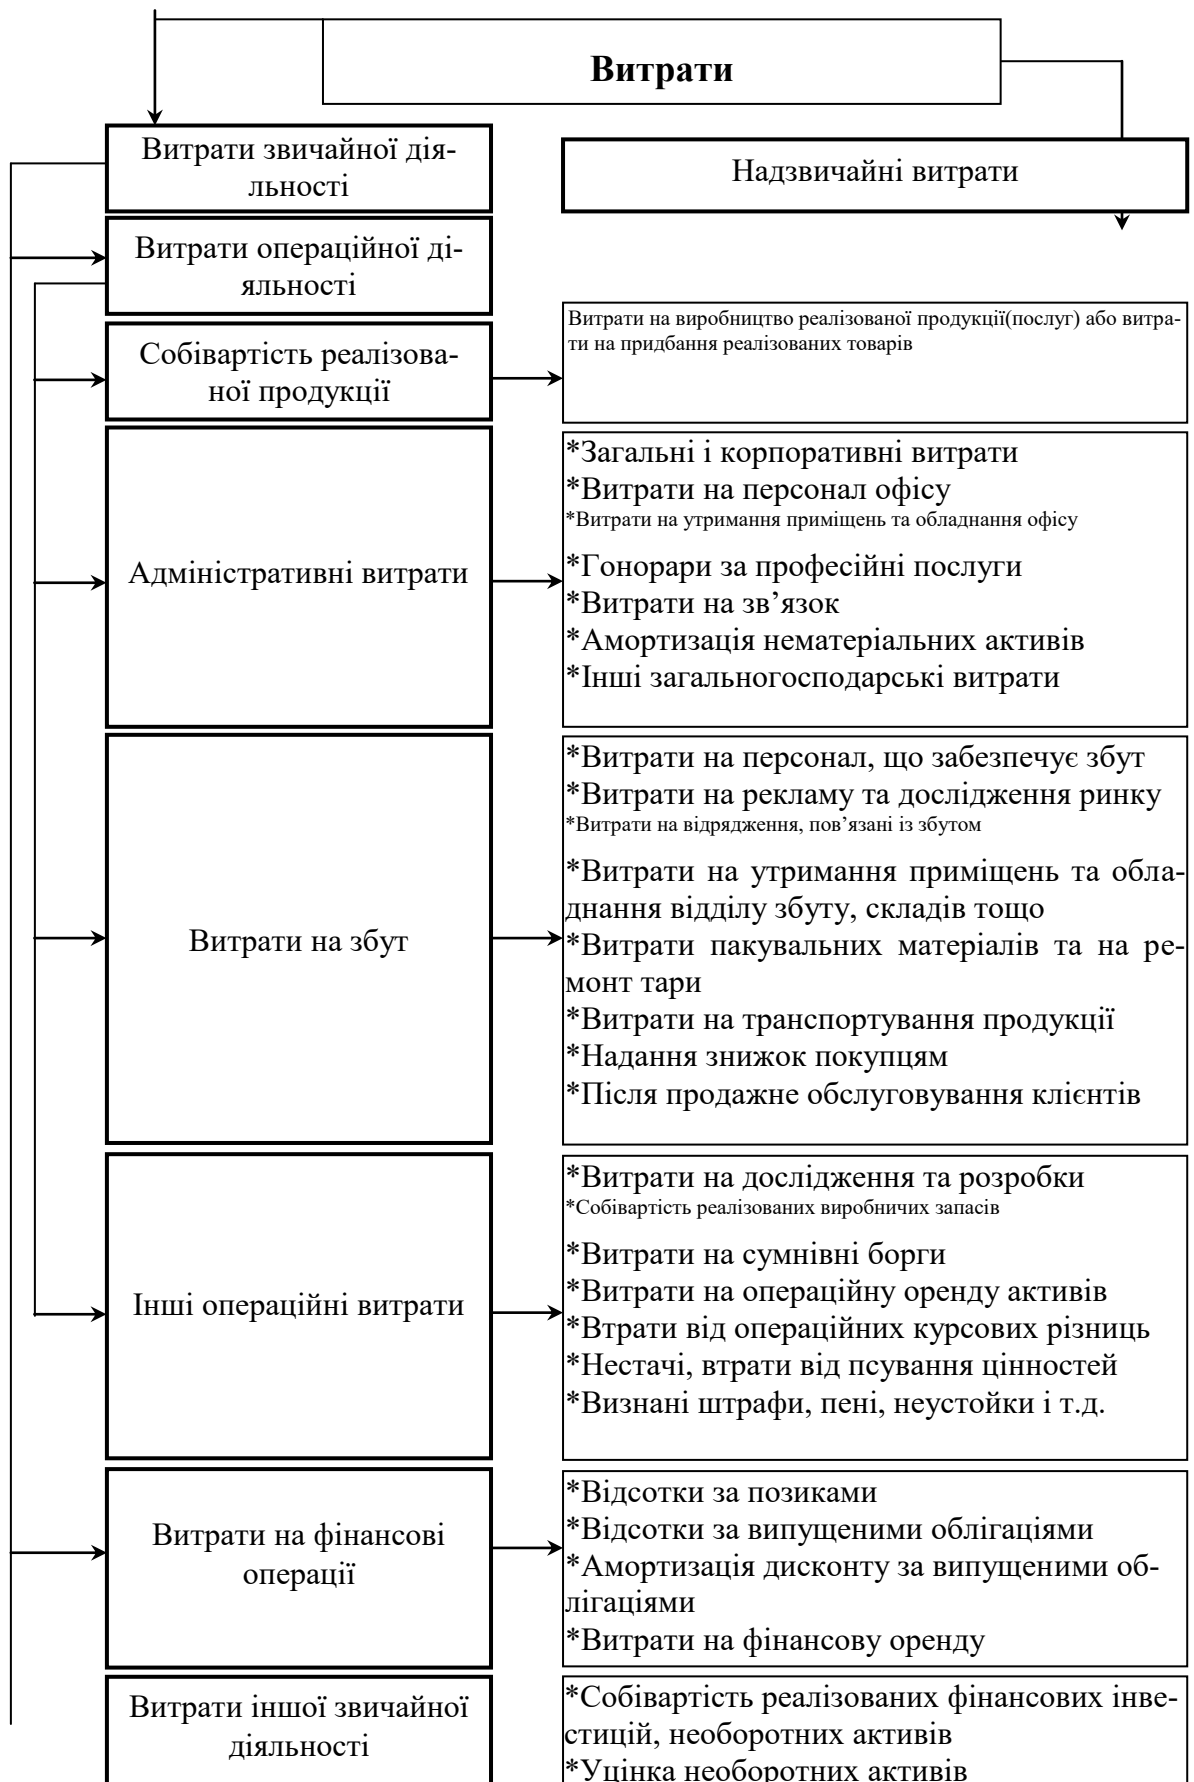 Витрати
Витрати звичайної дія-
льності
Надзвичайні витрати
Витрати операційної ді-
яльності
Собівартість реалізова-
ної продукції
Витрати на виробництво реалізованої продукції(послуг) або витра-
ти на придбання реалізованих товарів
Адміністративні витрати
*Загальні і корпоративні витрати
*Витрати на персонал офісу
*Витрати на утримання приміщень та обладнання офісу
*Гонорари за професійні послуги
*Витрати на зв’язок
*Амортизація нематеріальних активів
*Інші загальногосподарські витрати
Витрати на збут
*Витрати на персонал, що забезпечує збут
*Витрати на рекламу та дослідження ринку
*Витрати на відрядження, пов’язані із збутом
*Витрати на утримання приміщень та обла-
днання відділу збуту, складів тощо
*Витрати пакувальних матеріалів та на ре-
монт тари
*Витрати на транспортування продукції
*Надання знижок покупцям
*Після продажне обслуговування клієнтів
Інші операційні витрати
*Витрати на дослідження та розробки
*Собівартість реалізованих виробничих запасів
*Витрати на сумнівні борги
*Витрати на операційну оренду активів
*Втрати від операційних курсових різниць
*Нестачі, втрати від псування цінностей
*Визнані штрафи, пені, неустойки і т.д.
Витрати на фінансові
операції
*Відсотки за позиками
*Відсотки за випущеними облігаціями
*Амортизація дисконту за випущеними об-
лігаціями
*Витрати на фінансову оренду
Витрати іншої звичайної
діяльності
*Собівартість реалізованих фінансових інве-
стицій, необоротних активів
*Уцінка необоротних активів